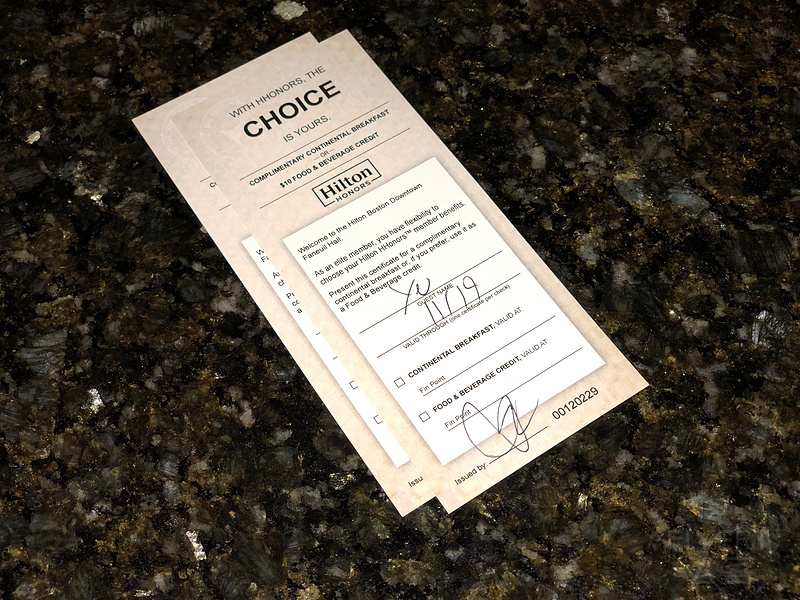 WITH HHONORS, THE
CHOICE
IS YOURS.
COMPLIMENTARY CONTINENTAL BREAKFAST
— OR —
$10 FOOD & BEVERAGE CREDIT
Hilton
HONORS
Welcome to the Hilton Boston Downtown
Faneuil Hall.
As an elite member, you have flexibility to
choose your Hilton HHonors™ member benefits.
Present this certificate for a complimentary
continental breakfast or, if you prefer, use it as
a Food & Beverage credit.
Xu
GUEST NAME
11/19
VALID THROUGH (one certificate per check)
CONTINENTAL BREAKFAST, VALID AT:
Fin Point
FOOD & BEVERAGE CREDIT, VALID AT:
Fin Point
Issued by
00120229
Issu